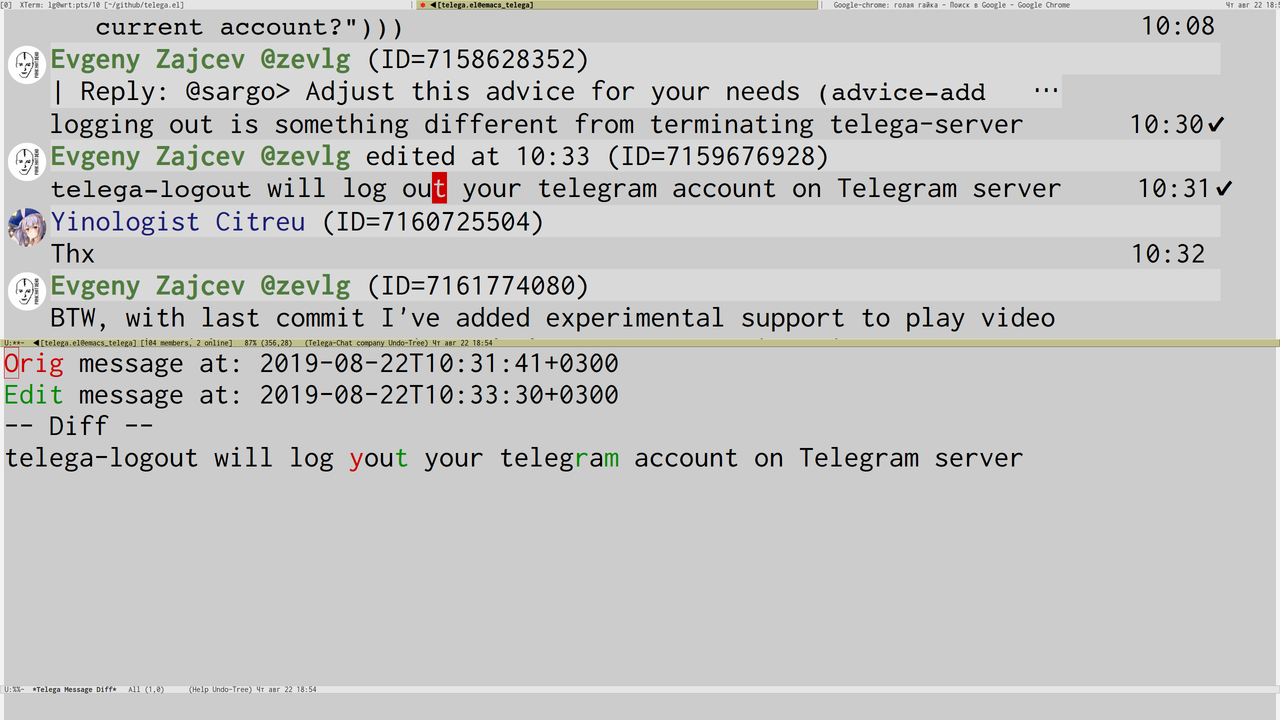 [0] XTerm: lg@wrt:pts/10 [~/github/telega.el] | ◀[telega.el@emacs_telega] | Google-chrome: голая гайка - Поиск в Google - Google Chrome Чт авг 22 18:5
current account?"))) 10:08
Evgeny Zajcev @zevlg (ID=7158628352)
| Reply: @sargo> Adjust this advice for your needs (advice-add ⋯
logging out is something different from terminating telega-server 10:30✔
Evgeny Zajcev @zevlg edited at 10:33 (ID=7159676928)
telega-logout will log out your telegram account on Telegram server 10:31✔
Yinologist Citreu (ID=7160725504)
Thx 10:32
Evgeny Zajcev @zevlg (ID=7161774080)
BTW, with last commit I've added experimental support to play video
U:**- ◀[telega.el@emacs_telega] [104 members, 2 online] 87% (356,28) (Telega-Chat company Undo-Tree) Чт авг 22 18:54
Orig message at: 2019-08-22T10:31:41+0300
Edit message at: 2019-08-22T10:33:30+0300
-- Diff --
telega-logout will log yout your telegram account on Telegram server
U:%%- *Telega Message Diff* All (1,0) (Help Undo-Tree) Чт авг 22 18:54